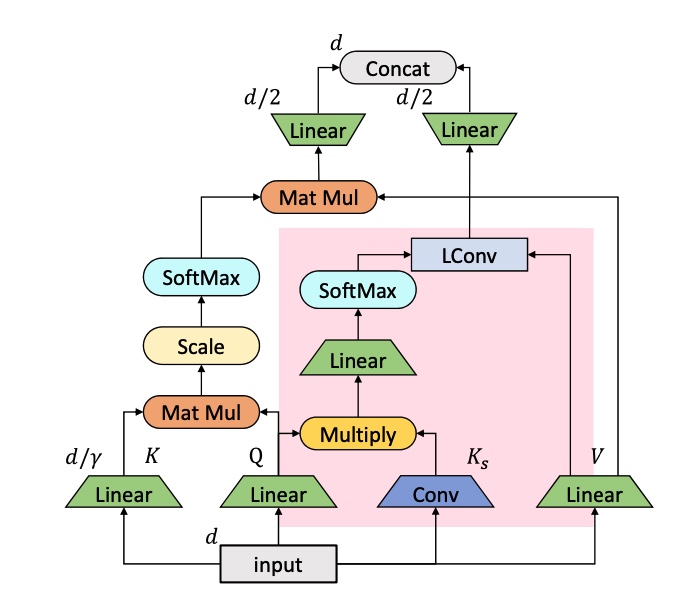 d
Concat
d/2
d/2
Linear
Linear
Mat Mul
LConv
SoftMax
SoftMax
Scale
Linear
Mat Mul
Multiply
d/γ
K
Q
K_s
V
Linear
Linear
Conv
Linear
d
input